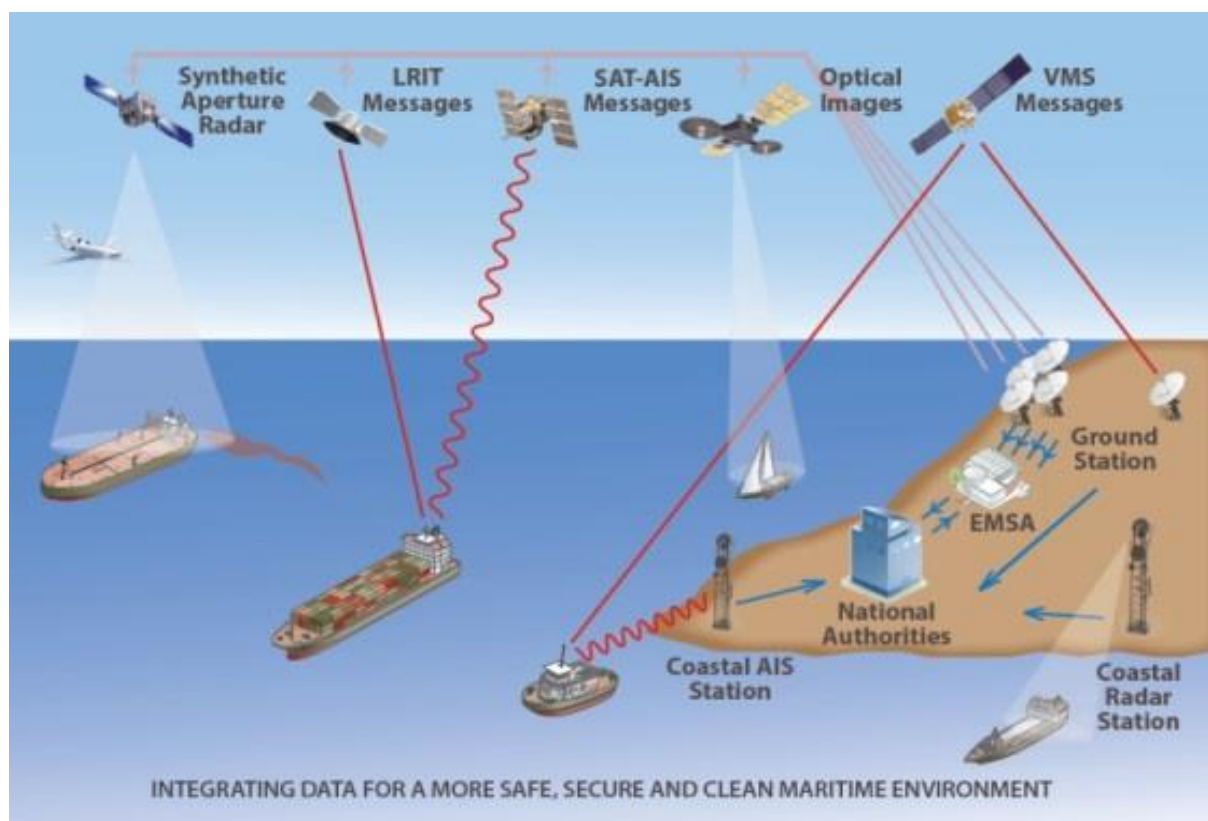 Synthetic
Aperture
Radar
LRIT
Messages
SAT-AIS
Messages
Optical
Images
VMS
Messages
Ground
Station
EMSA
National
Authorities
Coastal AIS
Station
Coastal
Radar
Station
INTEGRATING DATA FOR A MORE SAFE, SECURE AND CLEAN MARITIME ENVIRONMENT